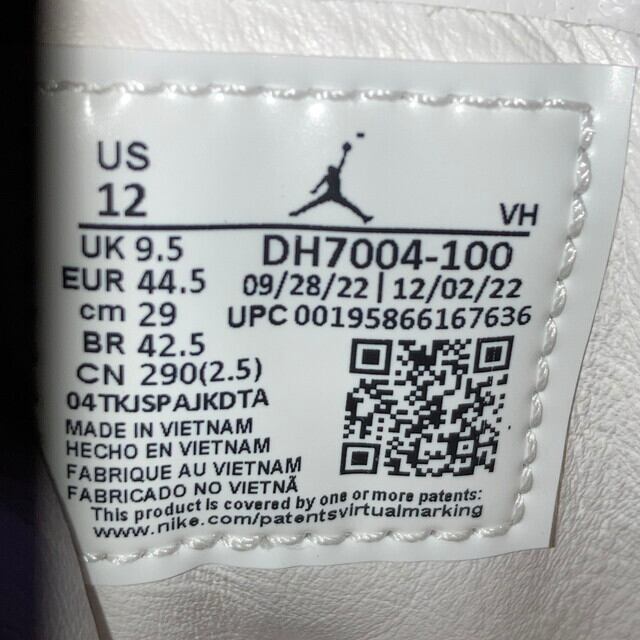 US
12
VH
UK 9.5
DH7004-100
EUR 44.5
09/28/22 | 12/02/22
cm 29
UPC 00195866167636
BR 42.5
CN 290(2.5)
04TKJSPAJKDTA
MADE IN VIETNAM
HECHO EN VIETNAM
FABRIQUE AU VIETNAM
FABRICADO NO VIETNÃ
This product is covered by one or more patents:
www.nike.com/patentsvirtualmarking